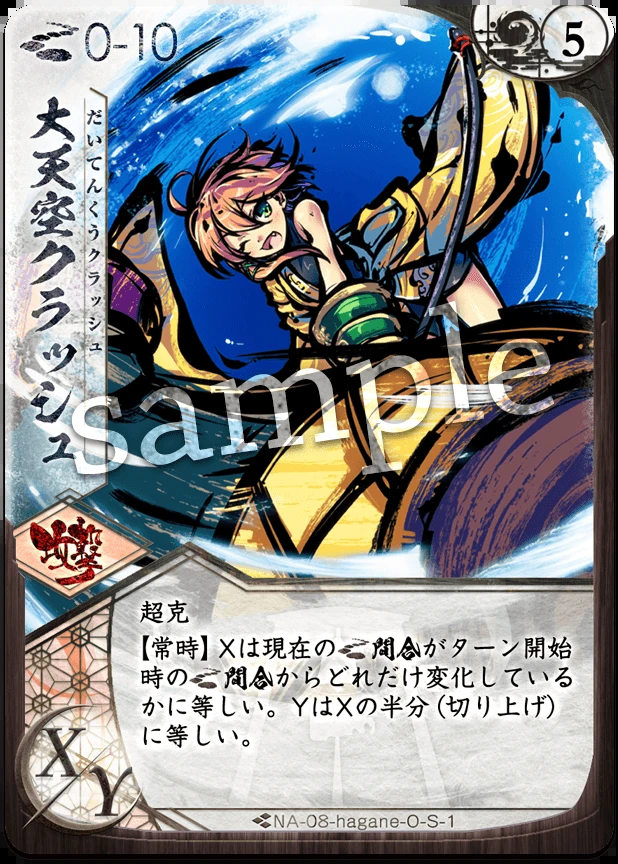 0-10
5
大天空クラッシュ
だいてんくうクラッシュ
sample
攻撃
超克
【常時】Xは現在の間合がターン開始
時の間合からどれだけ変化している
かに等しい。YはXの半分(切り上げ)
に等しい。
X/Y
NA-08-hagane-O-S-1